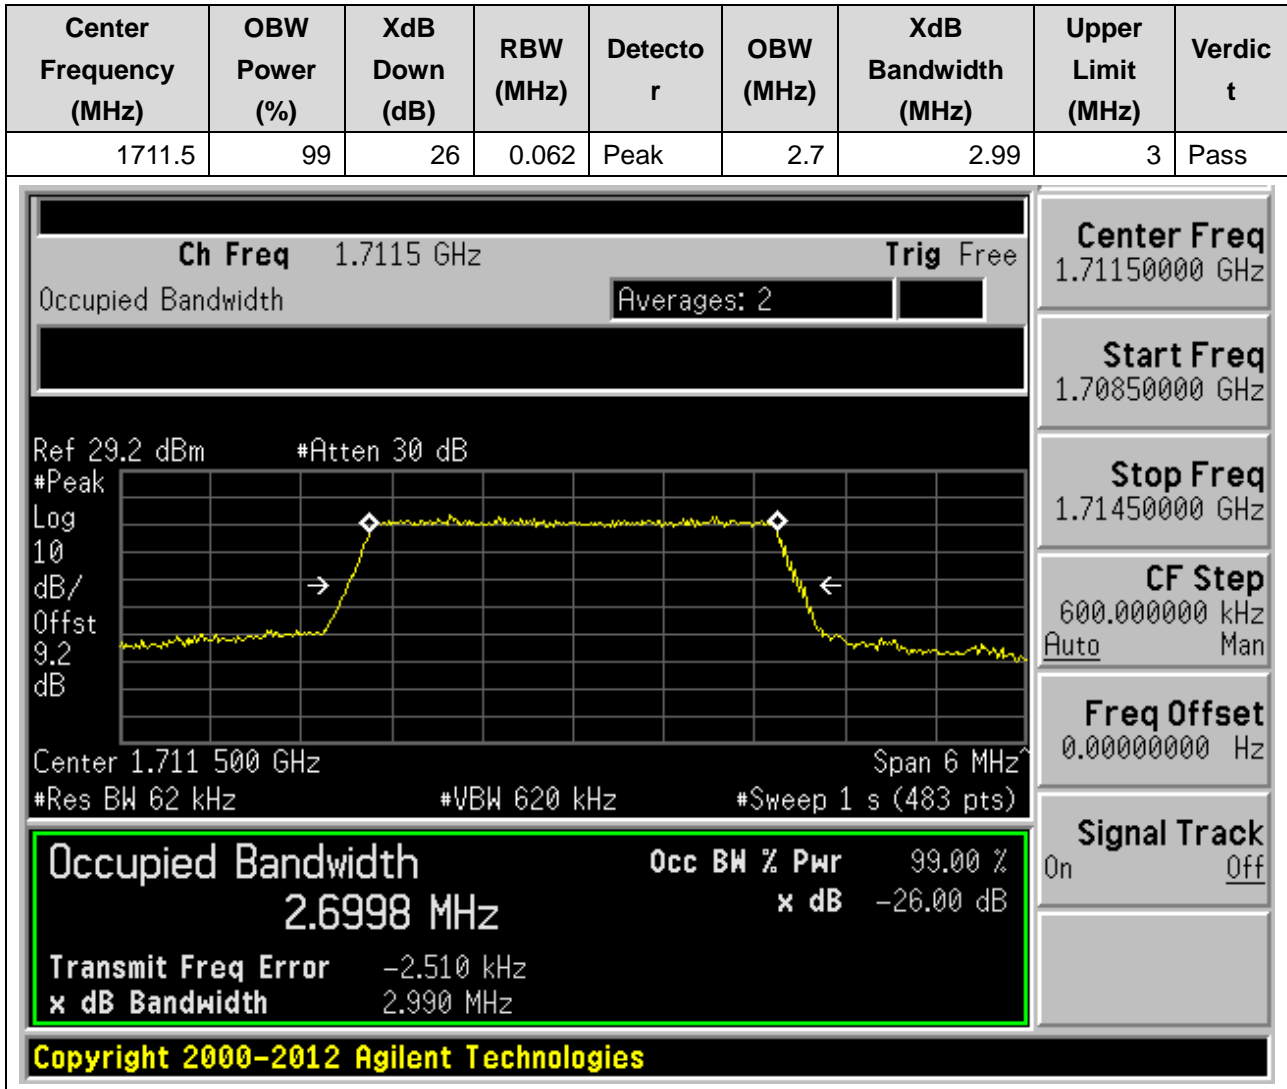 Center Frequency (MHz) OBW Power (%) XdB Down (dB) RBW (MHz) Detecto r OBW (MHz) XdB Bandwidth (MHz) Upper Limit (MHz) Verdic t
1711.5 99 26 0.062 Peak 2.7 2.99 3 Pass
Ch Freq 1.7115 GHz Trig Free
Occupied Bandwidth Averages: 2
Ref 29.2 dBm #Atten 30 dB
#Peak
Log
10
dB/
Offst
9.2
dB
Center 1.711 500 GHz Span 6 MHz^
#Res BW 62 kHz #VBW 620 kHz #Sweep 1 s (483 pts)
Occupied Bandwidth Occ BW % Pwr 99.00 %
2.6998 MHz x dB -26.00 dB
Transmit Freq Error -2.510 kHz
x dB Bandwidth 2.990 MHz
Copyright 2000-2012 Agilent Technologies
Center Freq
1.71150000 GHz
Start Freq
1.70850000 GHz
Stop Freq
1.71450000 GHz
CF Step
600.000000 kHz
Auto Man
Freq Offset
0.00000000 Hz
Signal Track
On Off